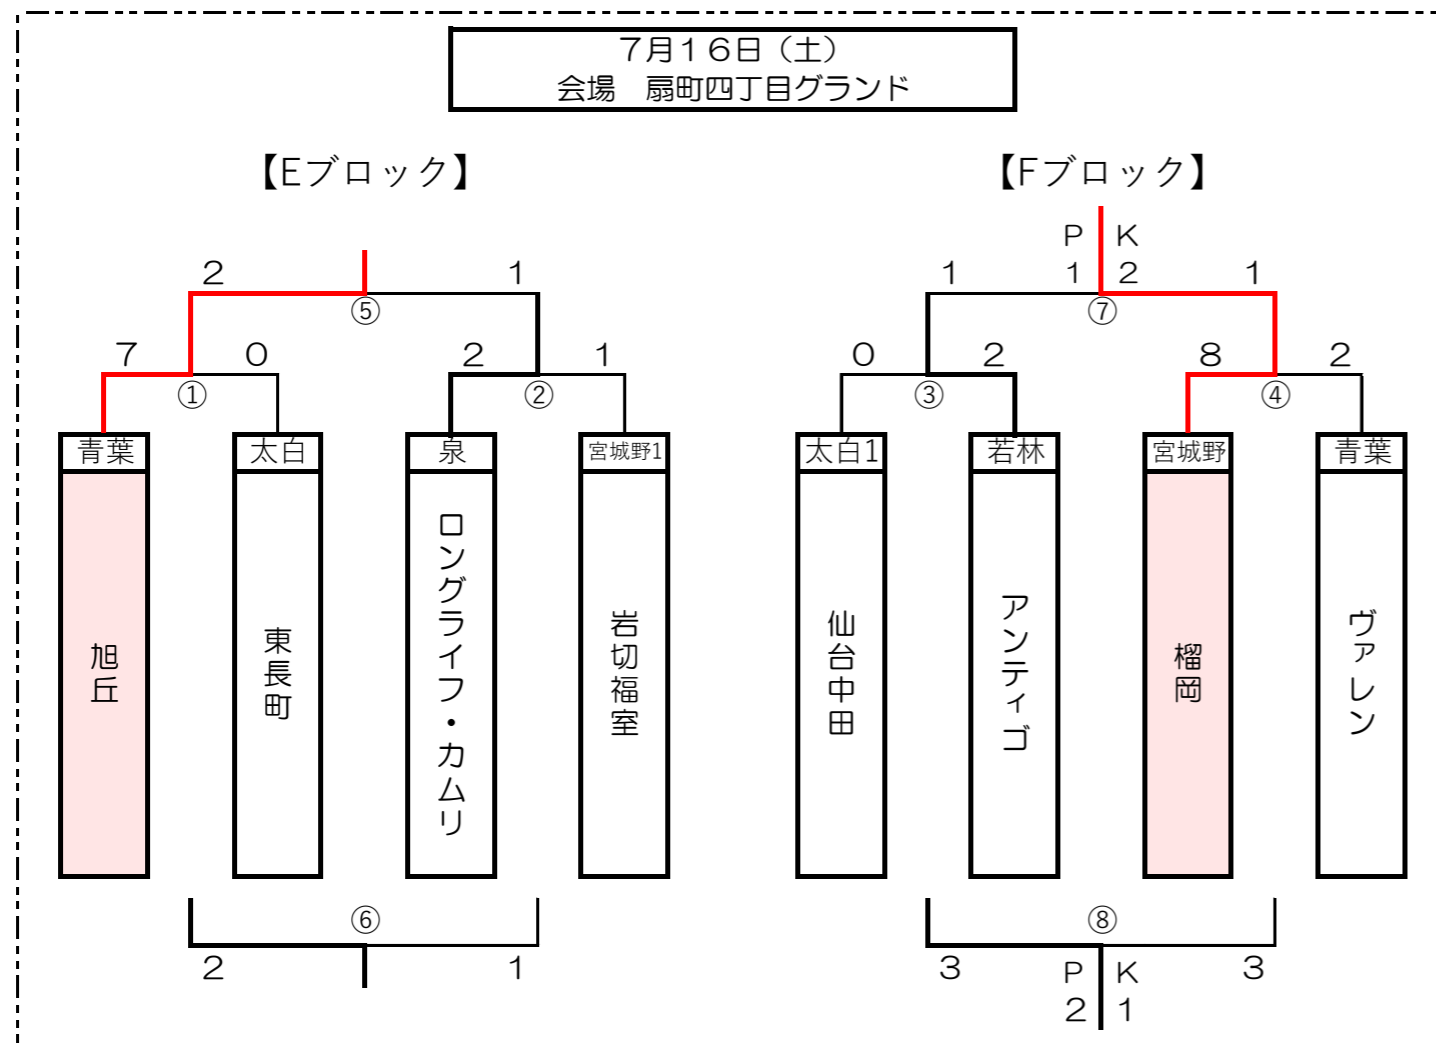 ７月１６日（土）
会場　扇町四丁目グランド
【Eブロック】
【Fブロック】
Ｐ Ｋ
２ １
１ １ ２ １
⑤
⑦
７ ０ ２ １
０ ２ ８ ２
① ② ③ ④
青葉 太白 泉 宮城野1 太白1 若林 宮城野 青葉
旭丘
東長町
ロングライフ・カムリ
岩切福室
仙台中田
アンティゴ
榴岡
ヴァレン
⑥ ⑧
２ １
３ Ｐ Ｋ ３
２ １